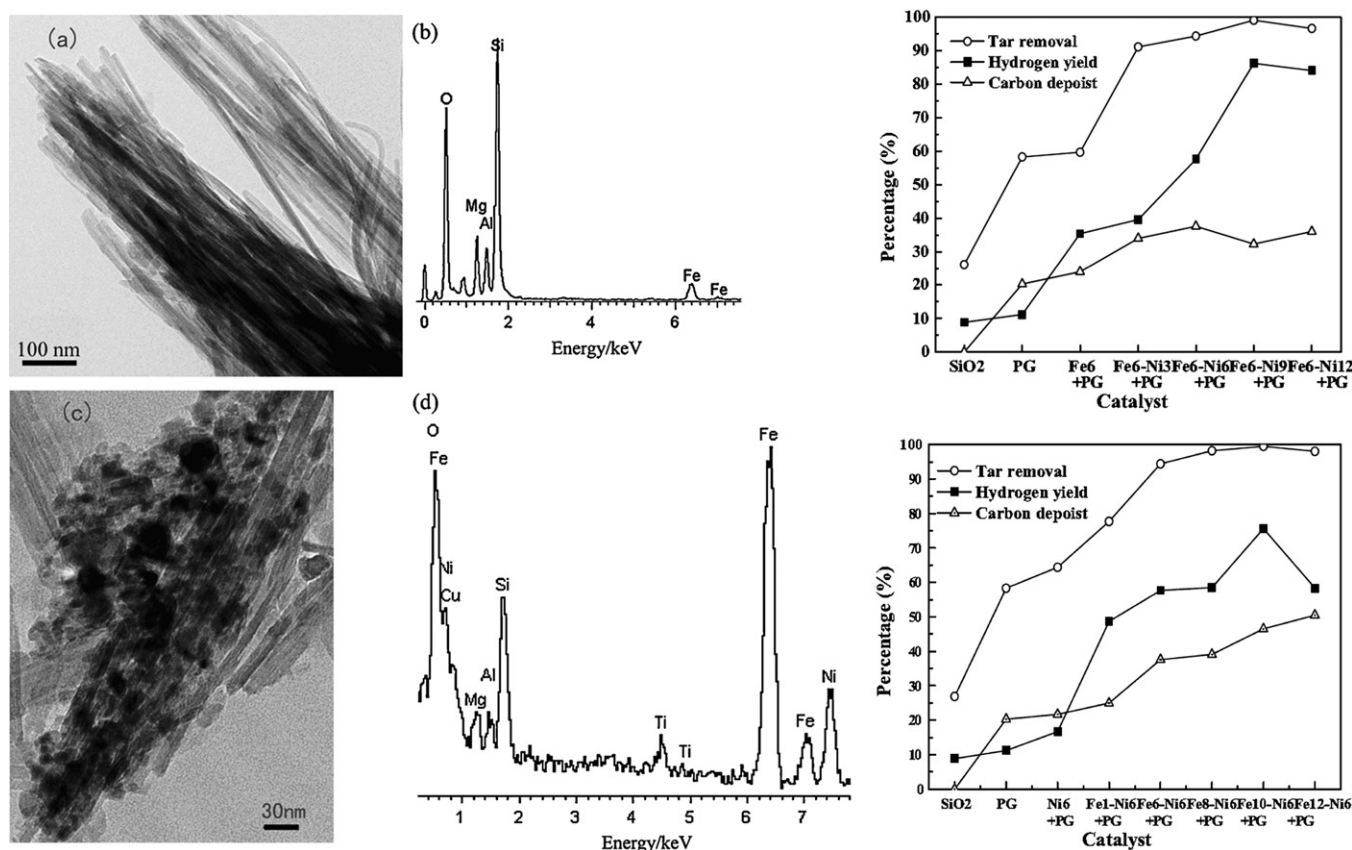 (a)
100 nm
(b)
O
Mg
Al
Si
Fe
Fe
0
2
4
6
Energy/keV
100
90
80
70
60
50
40
30
20
10
0
Percentage (%)
Tar removal
Hydrogen yield
Carbon depoist
SiO2
PG
Fe6
+PG
Fe6-Ni3
+PG
Fe6-Ni6
+PG
Fe6-Ni9
+PG
Fe6-Ni12
+PG
Catalyst
(c)
30nm
(d)
O
Fe
Ni
Cu
Mg
Al
Si
Ti
Ti
Fe
Fe
Ni
1
2
3
4
5
6
7
Energy/keV
100
90
80
70
60
50
40
30
20
10
0
Percentage (%)
Tar removal
Hydrogen yield
Carbon depoist
SiO2
PG
Ni6
+PG
Fe1-Ni6
+PG
Fe6-Ni6
+PG
Fe8-Ni6
+PG
Fe10-Ni6
+PG
Fe12-Ni6
+PG
Catalyst